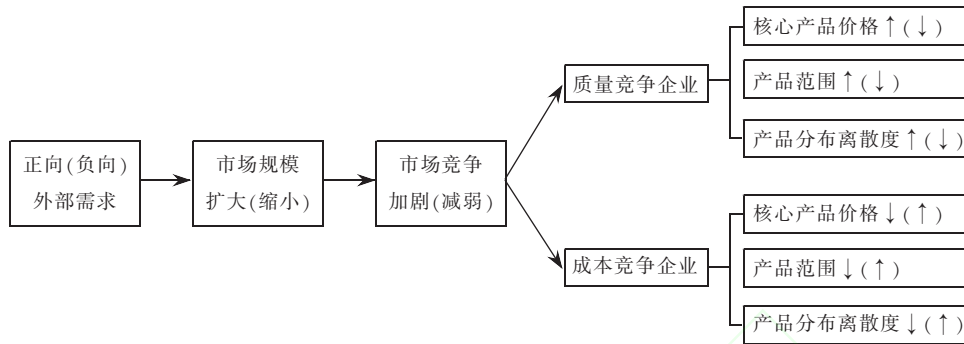 正向(负向)
外部需求
市场规模
扩大(缩小)
市场竞争
加剧(减弱)
质量竞争企业
核心产品价格↑(↓)
产品范围↑(↓)
产品分布离散度↑(↓)
成本竞争企业
核心产品价格↓(↑)
产品范围↓(↑)
产品分布离散度↓(↑)